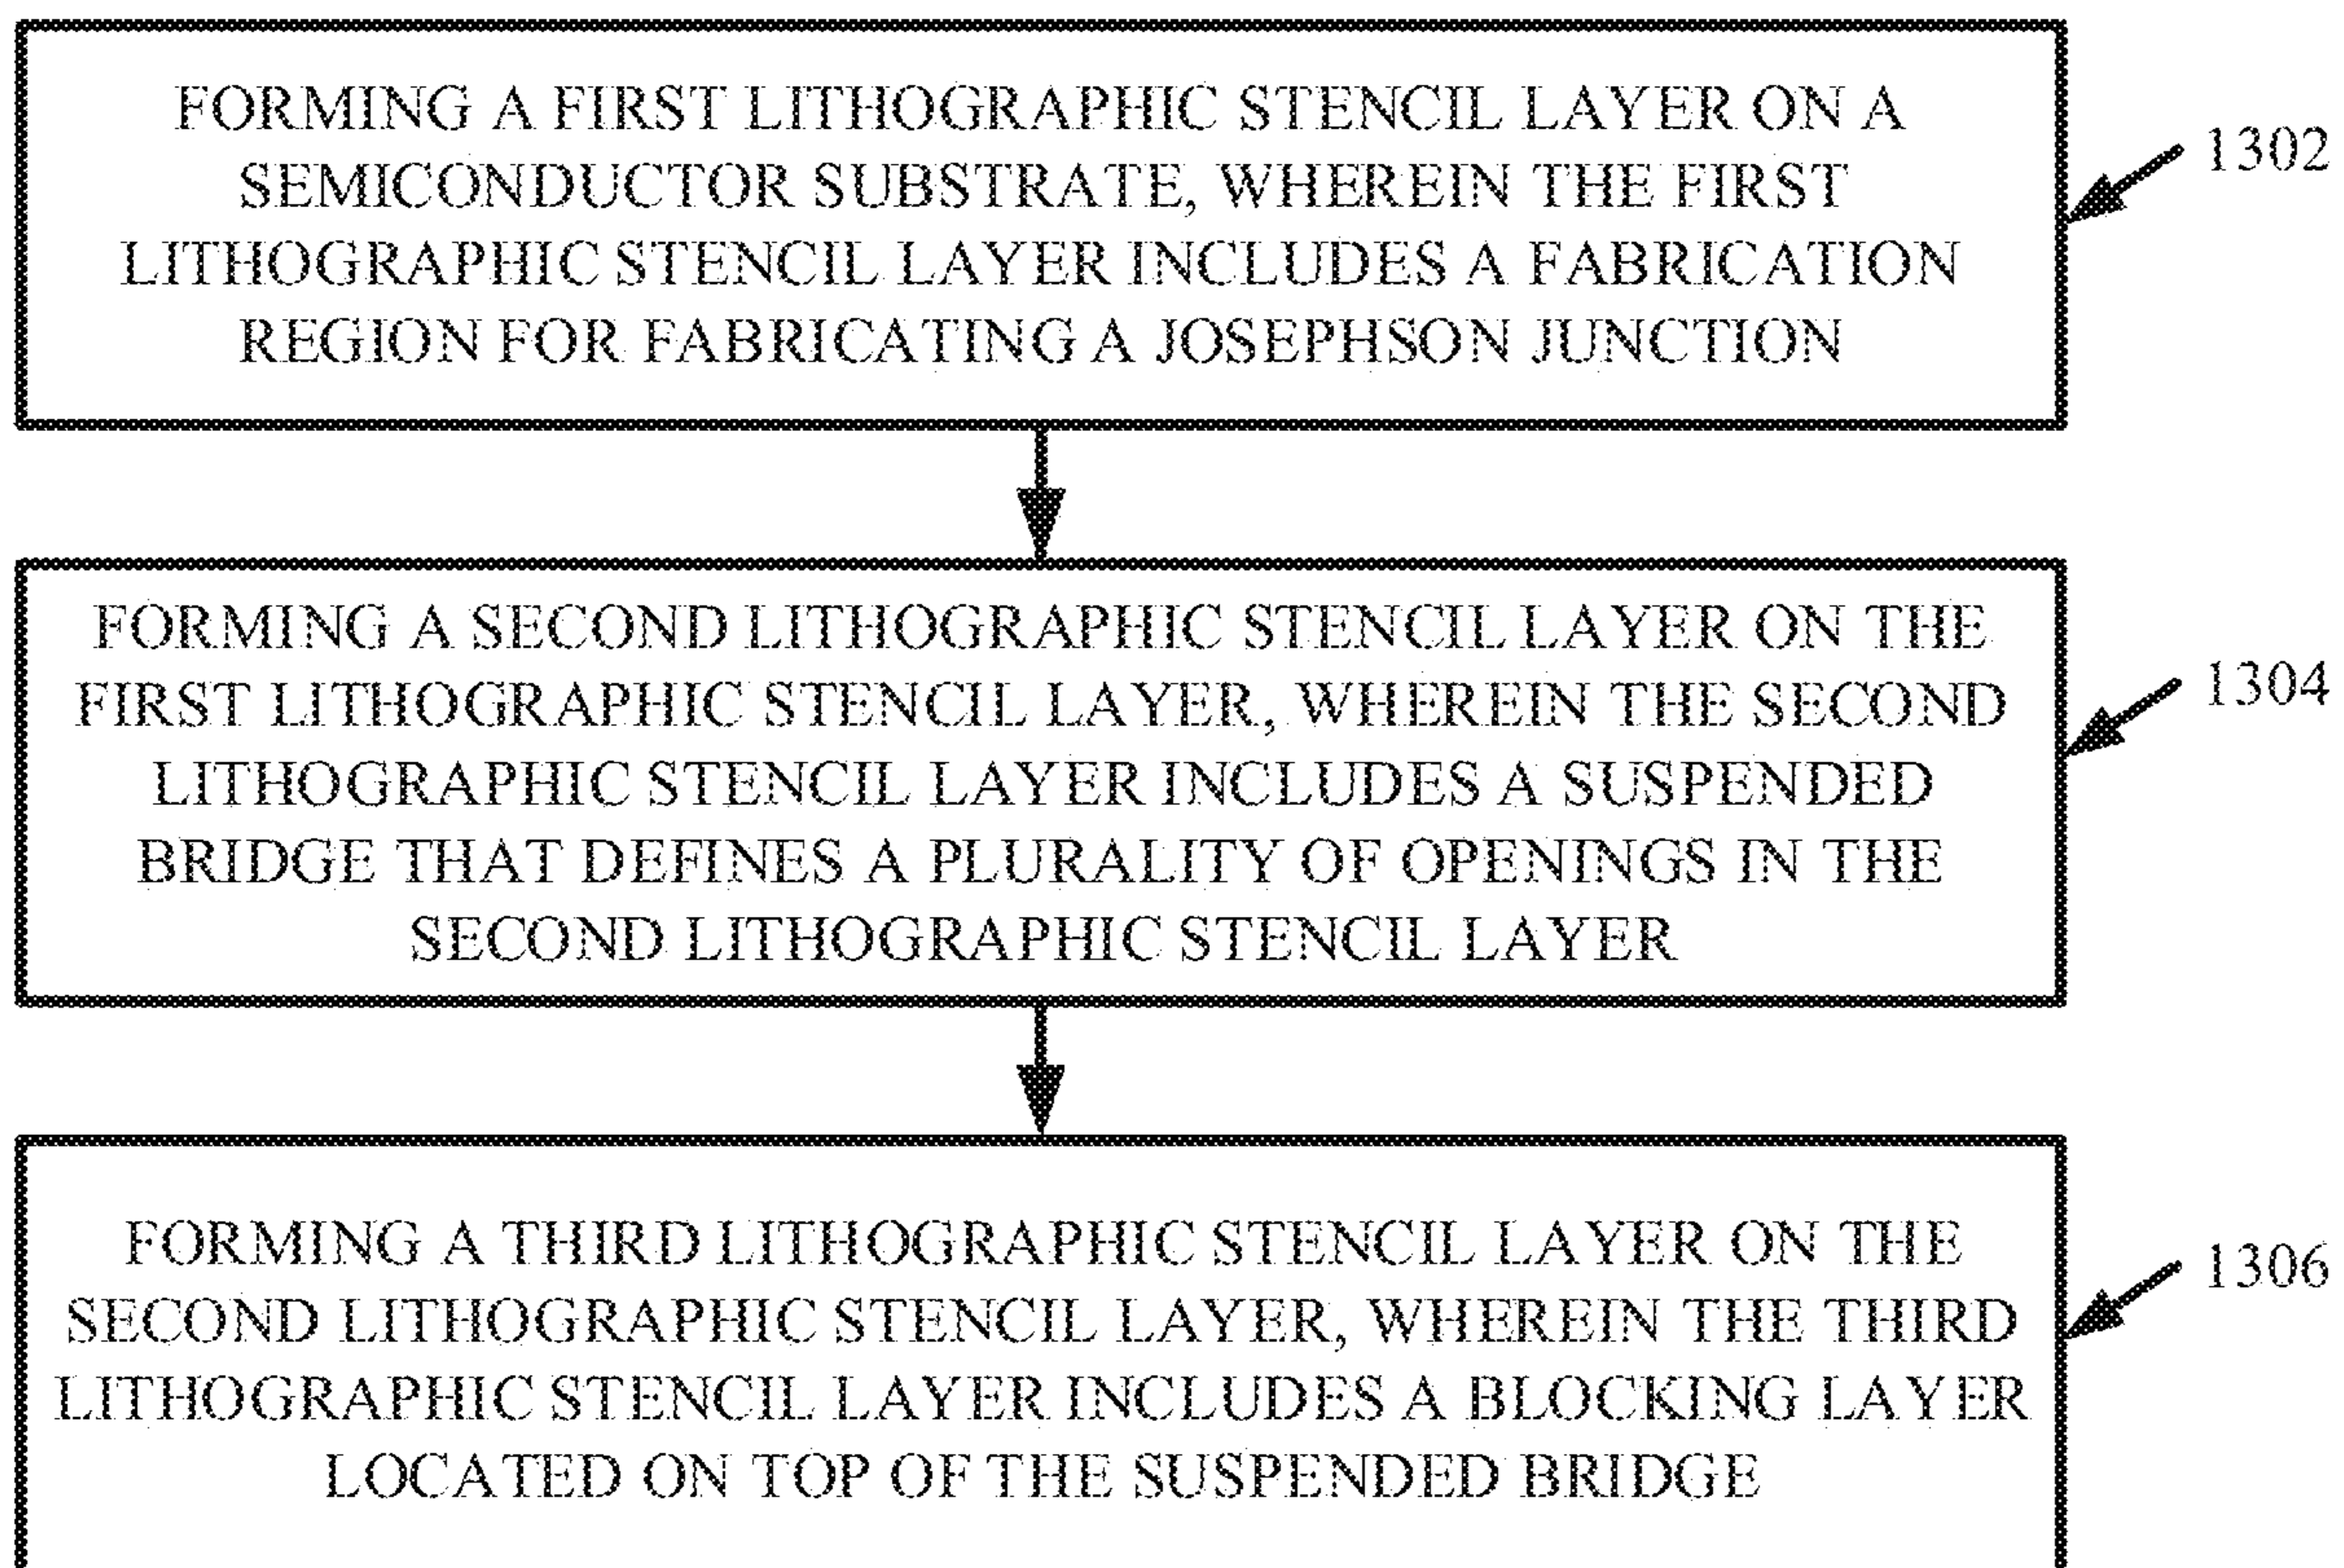 FORMING A FIRST LITHOGRAPHIC STENCIL LAYER ON A
SEMICONDUCTOR SUBSTRATE, WHEREIN THE FIRST
LITHOGRAPHIC STENCIL LAYER INCLUDES A FABRICATION
REGION FOR FABRICATING A JOSEPHSON JUNCTION
1302
FORMING A SECOND LITHOGRAPHIC STENCIL LAYER ON THE
FIRST LITHOGRAPHIC STENCIL LAYER, WHEREIN THE SECOND
LITHOGRAPHIC STENCIL LAYER INCLUDES A SUSPENDED
BRIDGE THAT DEFINES A PLURALITY OF OPENINGS IN THE
SECOND LITHOGRAPHIC STENCIL LAYER
1304
FORMING A THIRD LITHOGRAPHIC STENCIL LAYER ON THE
SECOND LITHOGRAPHIC STENCIL LAYER, WHEREIN THE THIRD
LITHOGRAPHIC STENCIL LAYER INCLUDES A BLOCKING LAYER
LOCATED ON TOP OF THE SUSPENDED BRIDGE
1306